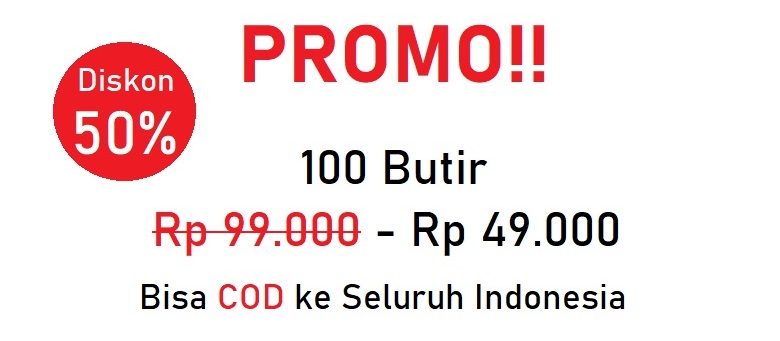 PROMO!!
Diskon
50%
100 Butir
Rp 99.000 - Rp 49.000
Bisa COD ke Seluruh Indonesia